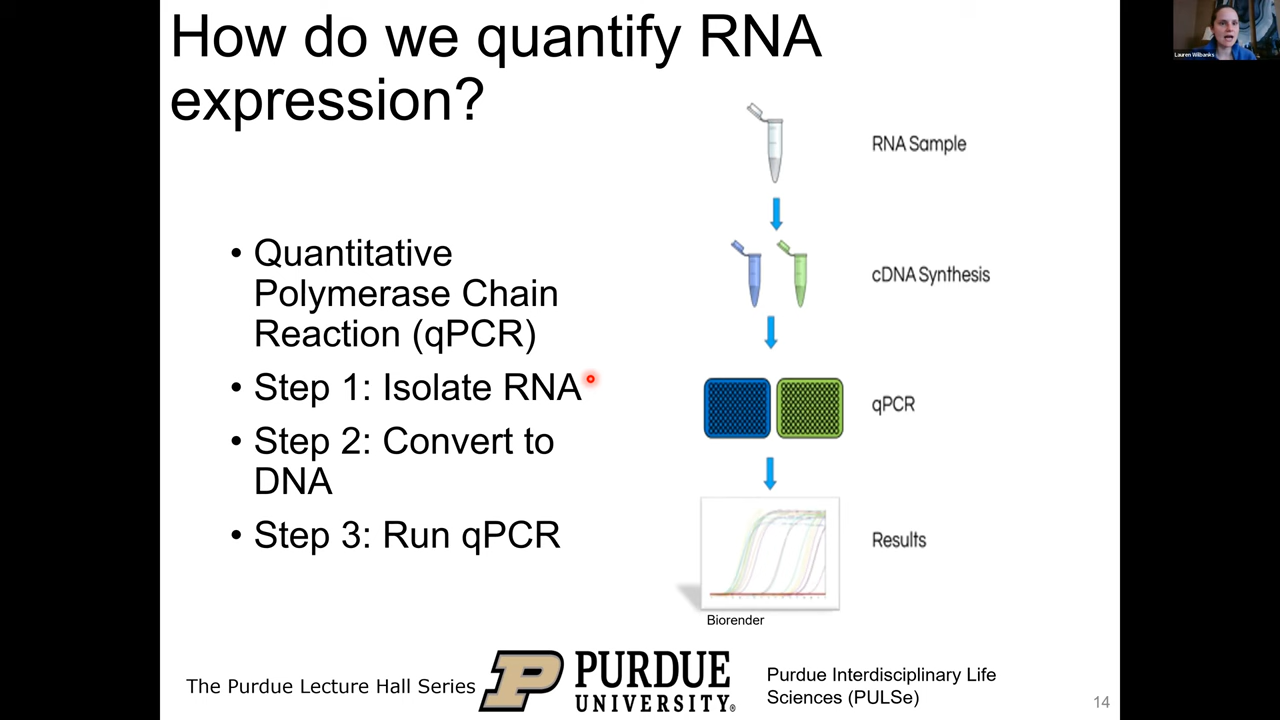 How do we quantify RNA
expression?
• Quantitative
Polymerase Chain
Reaction (qPCR)
• Step 1: Isolate RNA
• Step 2: Convert to
DNA
• Step 3: Run qPCR
RNA Sample
cDNA Synthesis
qPCR
Results
Biorender
The Purdue Lecture Hall Series
PURDUE
UNIVERSITY®
Purdue Interdisciplinary Life
Sciences (PULSe)
14
Lauren Wilbanks